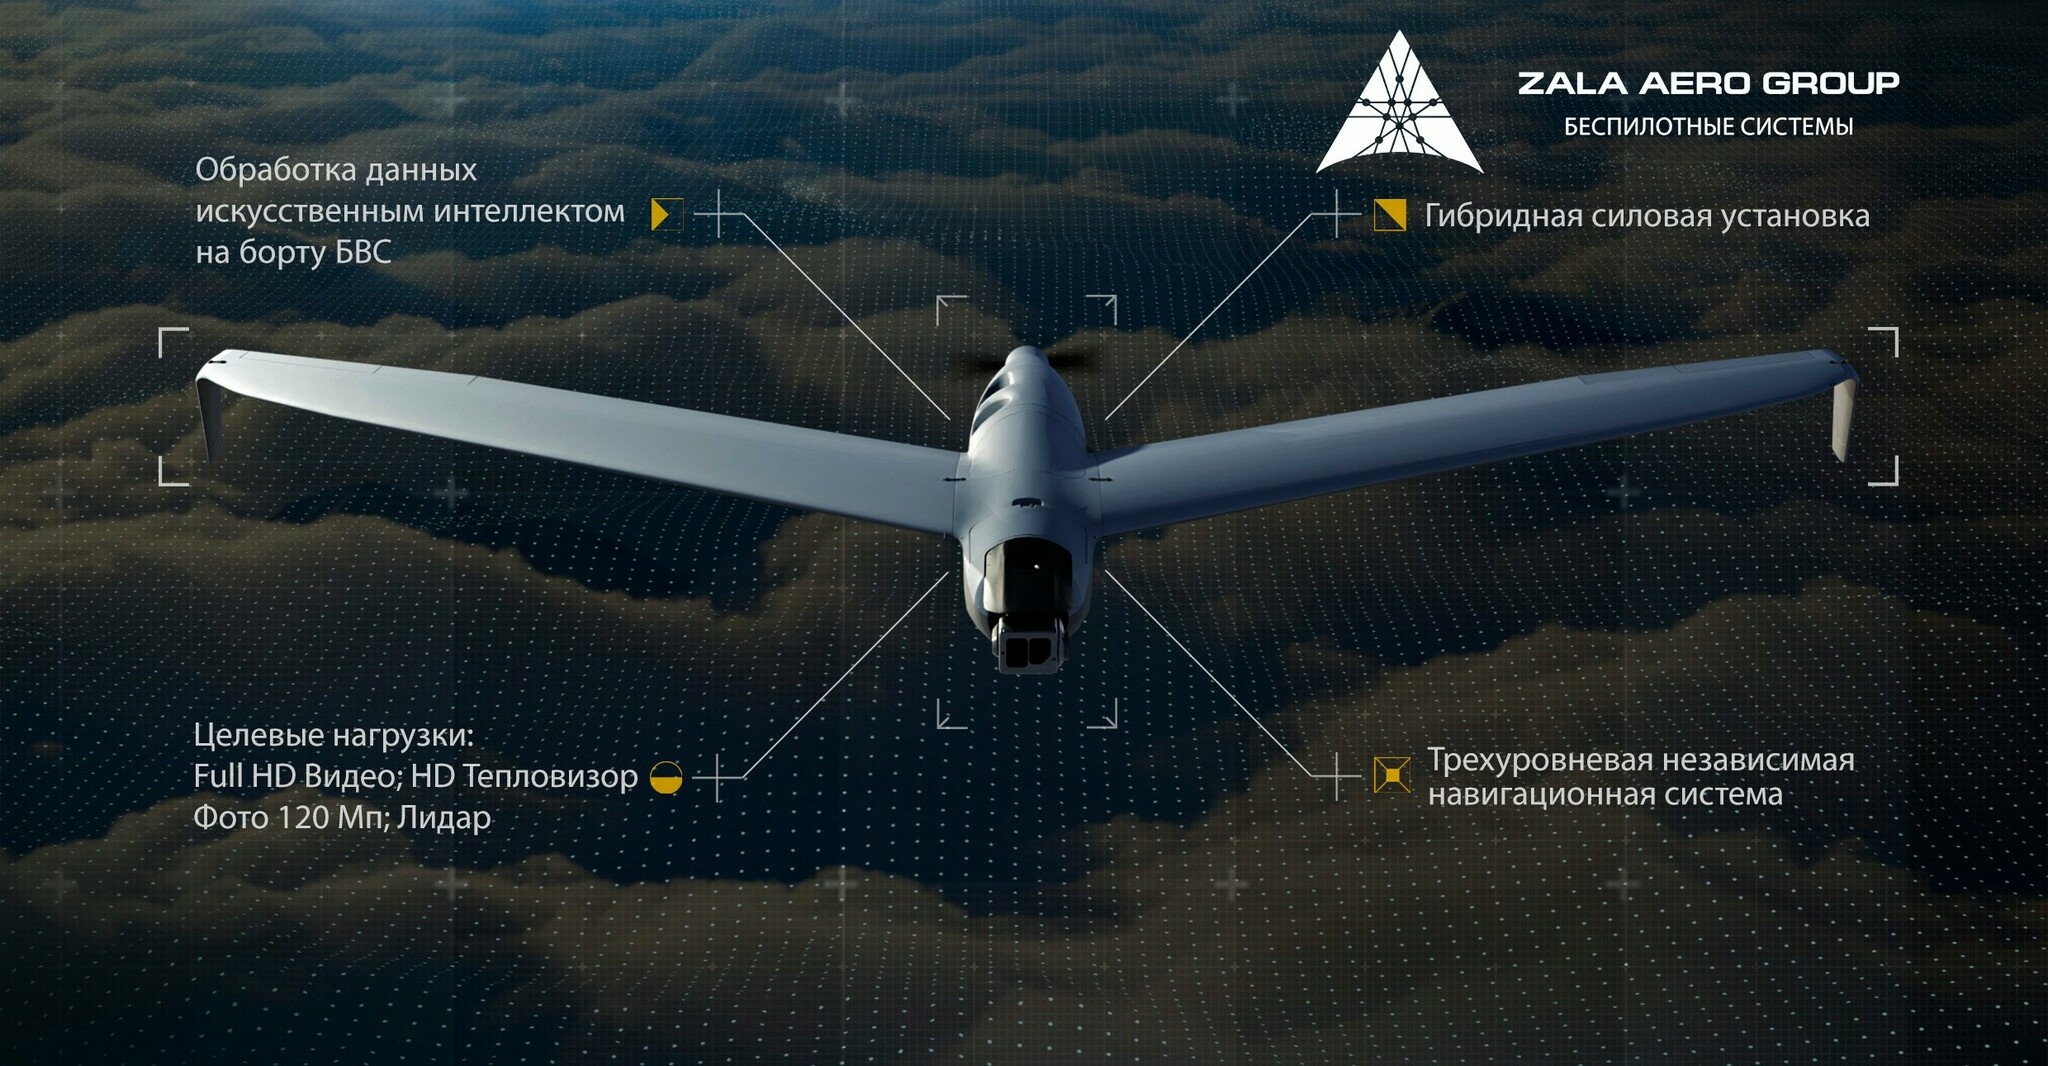 ZALA AERO GROUP
БЕСПИЛОТНЫЕ СИСТЕМЫ
Обработка данных
искусственным интеллектом
на борту БВС
Гибридная силовая установка
Целевые нагрузки:
Full HD Видео; HD Тепловизор
Фото 120 Мп; Лидар
Трехуровневая независимая
навигационная система